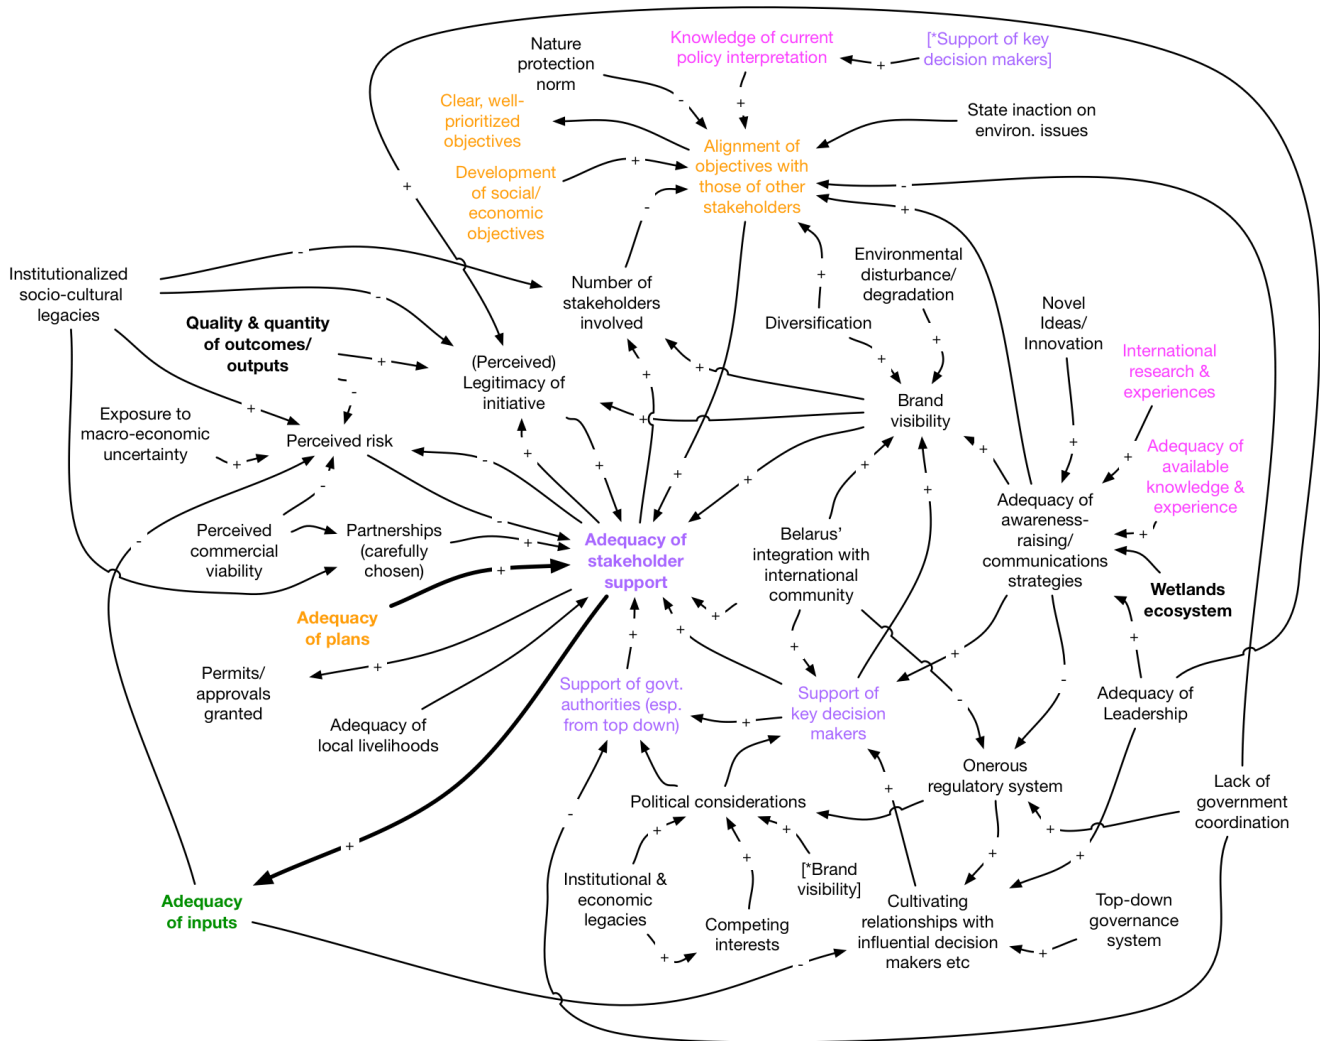 Nature
protection
norm
Knowledge of current
policy interpretation
[*Support of key
decision makers]
+
+
-
Clear, well-
prioritized
objectives
State inaction on
environ. issues
Alignment of
objectives with
those of other
stakeholders
Development
of social/
economic
objectives
+
+
-
-
+
Institutionalized
socio-cultural
legacies
-
-
Number of
stakeholders
involved
Environmental
disturbance/
degradation
+
Diversification
Novel
Ideas/
Innovation
Quality & quantity
of outcomes/
outputs
+
-
(Perceived)
Legitimacy of
initiative
+
+
+
-
+
Brand
visibility
International
research &
experiences
Exposure to
macro-economic
uncertainty
+
Perceived risk
+
-
-
+
+
+
+
+
+
+
+
+
+
Adequacy of
available
knowledge &
experience
+
Adequacy of
awareness-
raising/
communications
strategies
Perceived
commercial
viability
Partnerships
(carefully
chosen)
-
-
+
+
Adequacy of
stakeholder
support
Belarus'
integration with
international
community
Wetlands
ecosystem
Adequacy
of plans
+
+
+
+
+
+
-
-
Permits/
approvals
granted
+
Adequacy of
local livelihoods
Support of govt.
authorities (esp.
from top down)
+
Support of
key decision
makers
Adequacy of
Leadership
Onerous
regulatory system
Lack of
government
coordination
Political considerations
-
+
+
+
+
+
+
+
+
Institutional &
economic
legacies
[*Brand
visibility]
Competing
interests
+
Cultivating
relationships with
influential decision
makers etc
Top-down
governance
system
+
-
Adequacy
of inputs